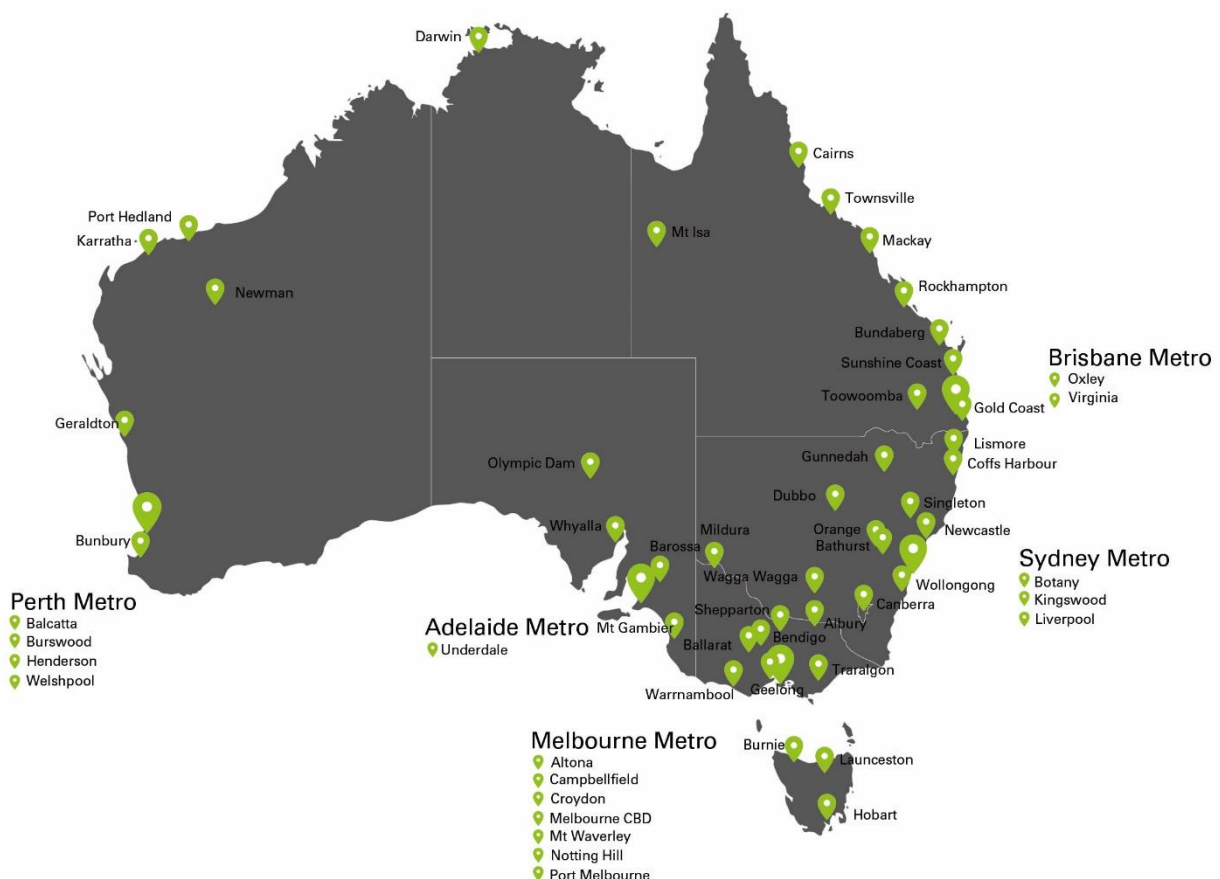 Darwin
Cairns
Townsville
Port Hedland
Karratha
Mt Isa
Mackay
Newman
Rockhampton
Bundaberg
Sunshine Coast
Toowoomba
Gold Coast
Brisbane Metro
Oxley
Virginia
Geraldton
Lismore
Gunnedah
Coffs Harbour
Olympic Dam
Dubbo
Singleton
Whyalla
Mildura
Orange
Newcastle
Bunbury
Barossa
Bathurst
Wagga Wagga
Wollongong
Sydney Metro
Botany
Kingswood
Liverpool
Perth Metro
Balcatta
Burswood
Henderson
Welshpool
Canberra
Shepparton
Albury
Adelaide Metro
Underdale
Mt Gambier
Bendigo
Ballarat
Traralgon
Warrnambool
Geelong
Melbourne Metro
Altona
Campbellfield
Croydon
Melbourne CBD
Mt Waverley
Notting Hill
Port Melbourne
Burnie
Launceston
Hobart